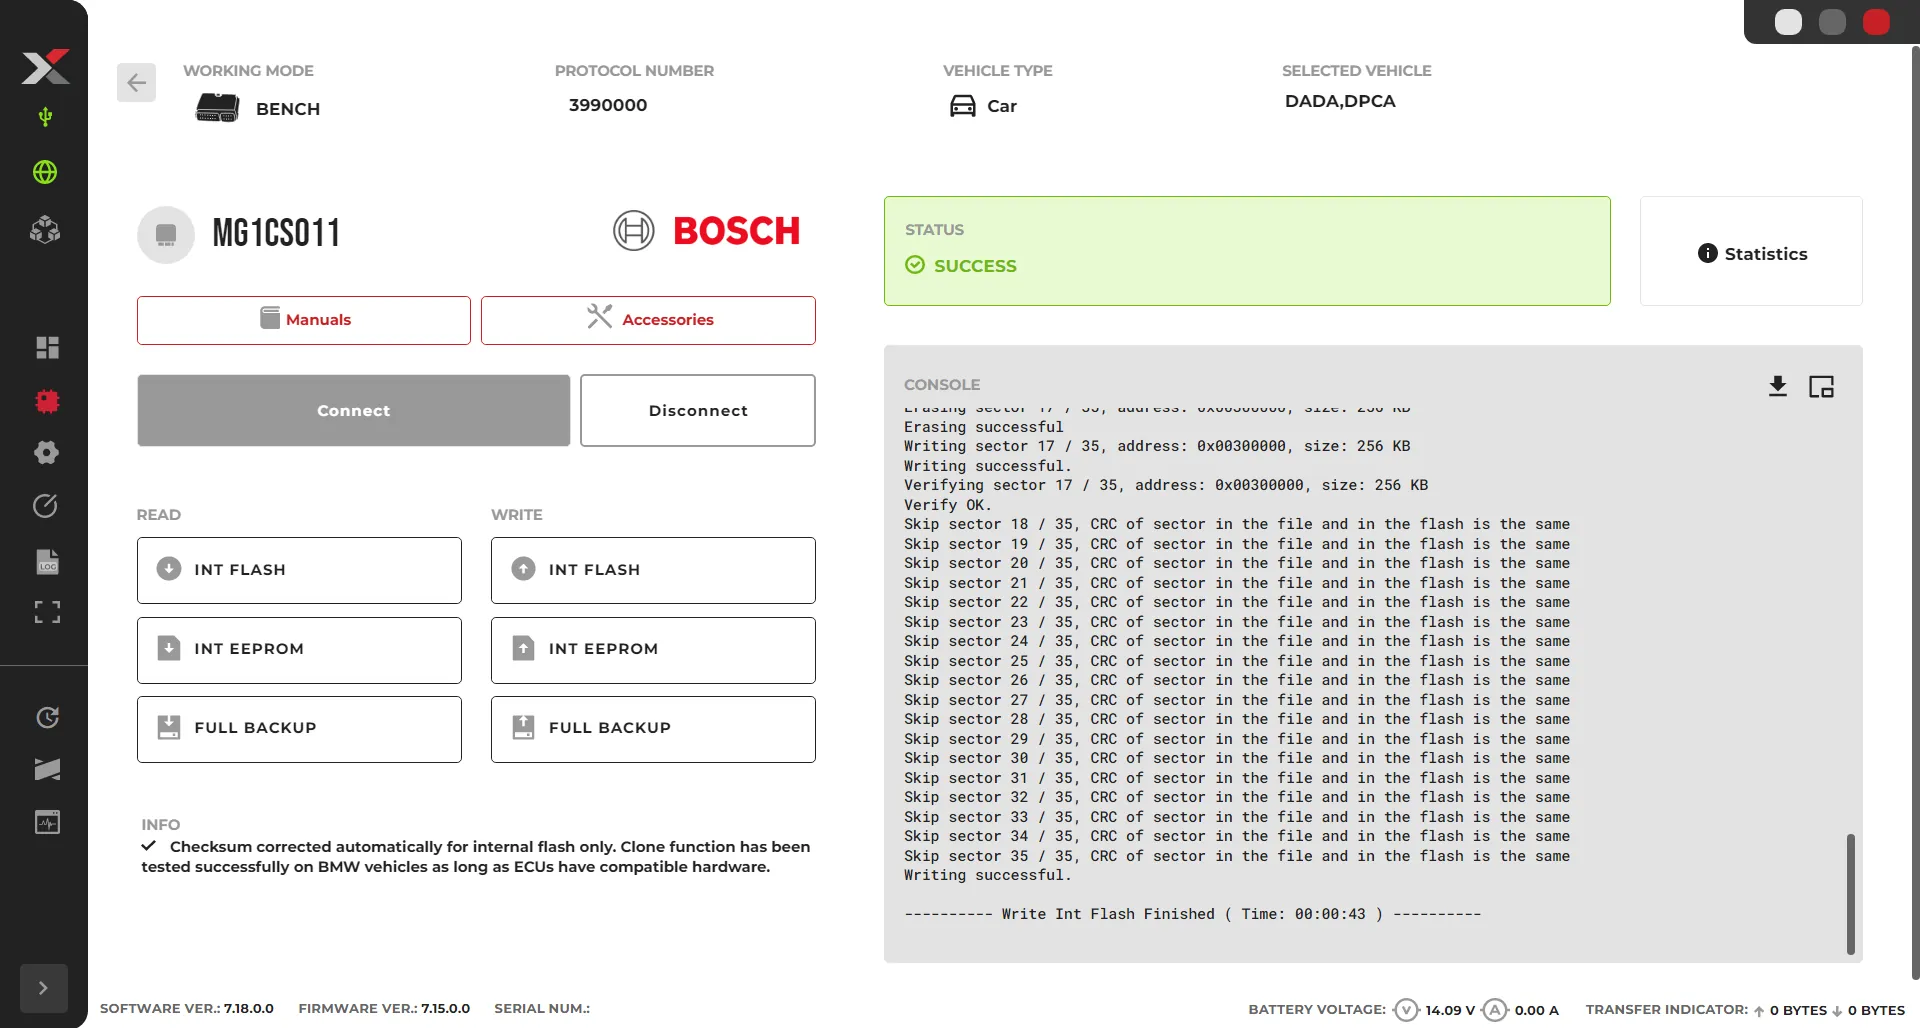 WORKING MODE
BENCH
PROTOCOL NUMBER
3990000
VEHICLE TYPE
Car
SELECTED VEHICLE
DADA,DPCA
MG1CS011
BOSCH
Manuals
Accessories
Connect
Disconnect
READ
INT FLASH
INT EEPROM
FULL BACKUP
WRITE
INT FLASH
INT EEPROM
FULL BACKUP
INFO
Checksum corrected automatically for internal flash only. Clone function has been
tested successfully on BMW vehicles as long as ECUs have compatible hardware.
STATUS
SUCCESS
Statistics
CONSOLE
Erasing sector 17 / 35, address: 0x00300000, size: 256 KB
Erasing successful
Writing sector 17 / 35, address: 0x00300000, size: 256 KB
Writing successful.
Verifying sector 17 / 35, address: 0x00300000, size: 256 KB
Verify OK.
Skip sector 18 / 35, CRC of sector in the file and in the flash is the same
Skip sector 19 / 35, CRC of sector in the file and in the flash is the same
Skip sector 20 / 35, CRC of sector in the file and in the flash is the same
Skip sector 21 / 35, CRC of sector in the file and in the flash is the same
Skip sector 22 / 35, CRC of sector in the file and in the flash is the same
Skip sector 23 / 35, CRC of sector in the file and in the flash is the same
Skip sector 24 / 35, CRC of sector in the file and in the flash is the same
Skip sector 25 / 35, CRC of sector in the file and in the flash is the same
Skip sector 26 / 35, CRC of sector in the file and in the flash is the same
Skip sector 27 / 35, CRC of sector in the file and in the flash is the same
Skip sector 28 / 35, CRC of sector in the file and in the flash is the same
Skip sector 29 / 35, CRC of sector in the file and in the flash is the same
Skip sector 30 / 35, CRC of sector in the file and in the flash is the same
Skip sector 31 / 35, CRC of sector in the file and in the flash is the same
Skip sector 32 / 35, CRC of sector in the file and in the flash is the same
Skip sector 33 / 35, CRC of sector in the file and in the flash is the same
Skip sector 34 / 35, CRC of sector in the file and in the flash is the same
Skip sector 35 / 35, CRC of sector in the file and in the flash is the same
Writing successful.
---------- Write Int Flash Finished ( Time: 00:00:43 ) ----------
LOG
SOFTWARE VER.: 7.18.0.0 FIRMWARE VER.: 7.15.0.0 SERIAL NUM.:
BATTERY VOLTAGE: V 14.09 V A 0.00 A TRANSFER INDICATOR: 0 BYTES 0 BYTES